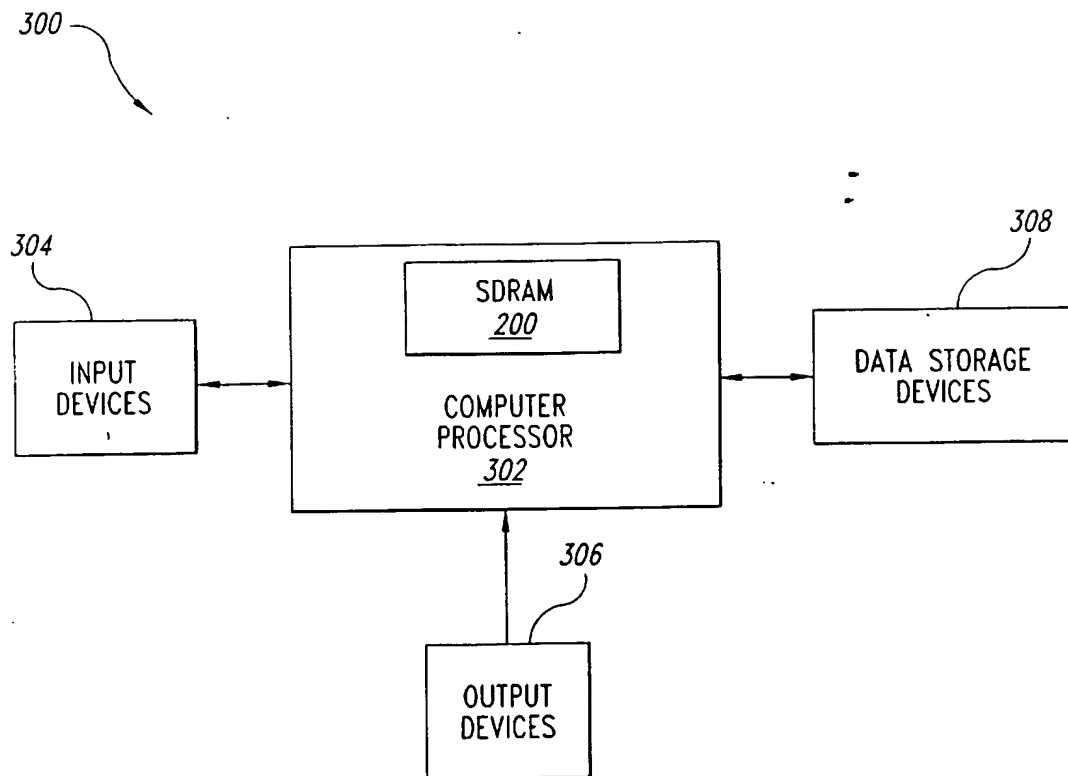 300
304
308
SDRAM
200
INPUT
DEVICES
DATA STORAGE
DEVICES
COMPUTER
PROCESSOR
302
306
OUTPUT
DEVICES